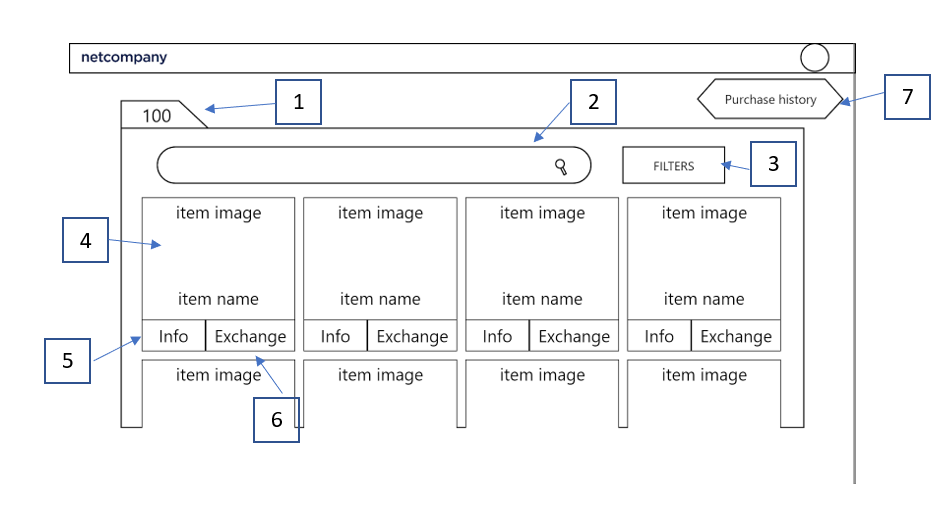 netcompany
1
2
Purchase history
7
100
FILTERS
3
item image item image item image item image
4
item name item name item name item name
Info Exchange Info Exchange Info Exchange Info Exchange
5
item image item image item image item image
6